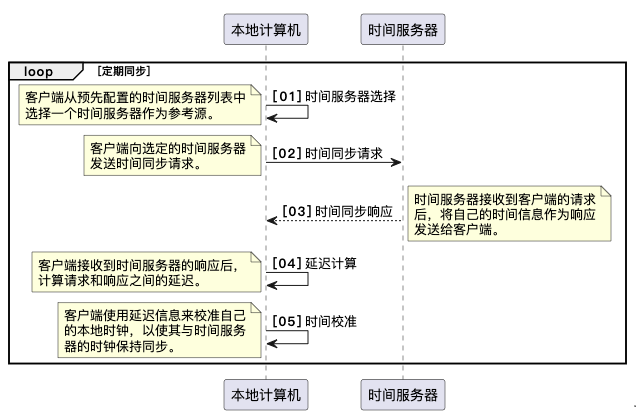 本地计算机
时间服务器
loop
[定期同步]
客户端从预先配置的时间服务器列表中
选择一个时间服务器作为参考源。
[01] 时间服务器选择
客户端向选定的时间服务器
发送时间同步请求。
[02] 时间同步请求
[03] 时间同步响应
时间服务器接收到客户端的请求
后，将自己的时间信息作为响应
发送给客户端。
客户端接收到时间服务器的响应后，
计算请求和响应之间的延迟。
[04] 延迟计算
客户端使用延迟信息来校准自己
的本地时钟，以使其与时间服务
器的时钟保持同步。
[05] 时间校准
本地计算机
时间服务器